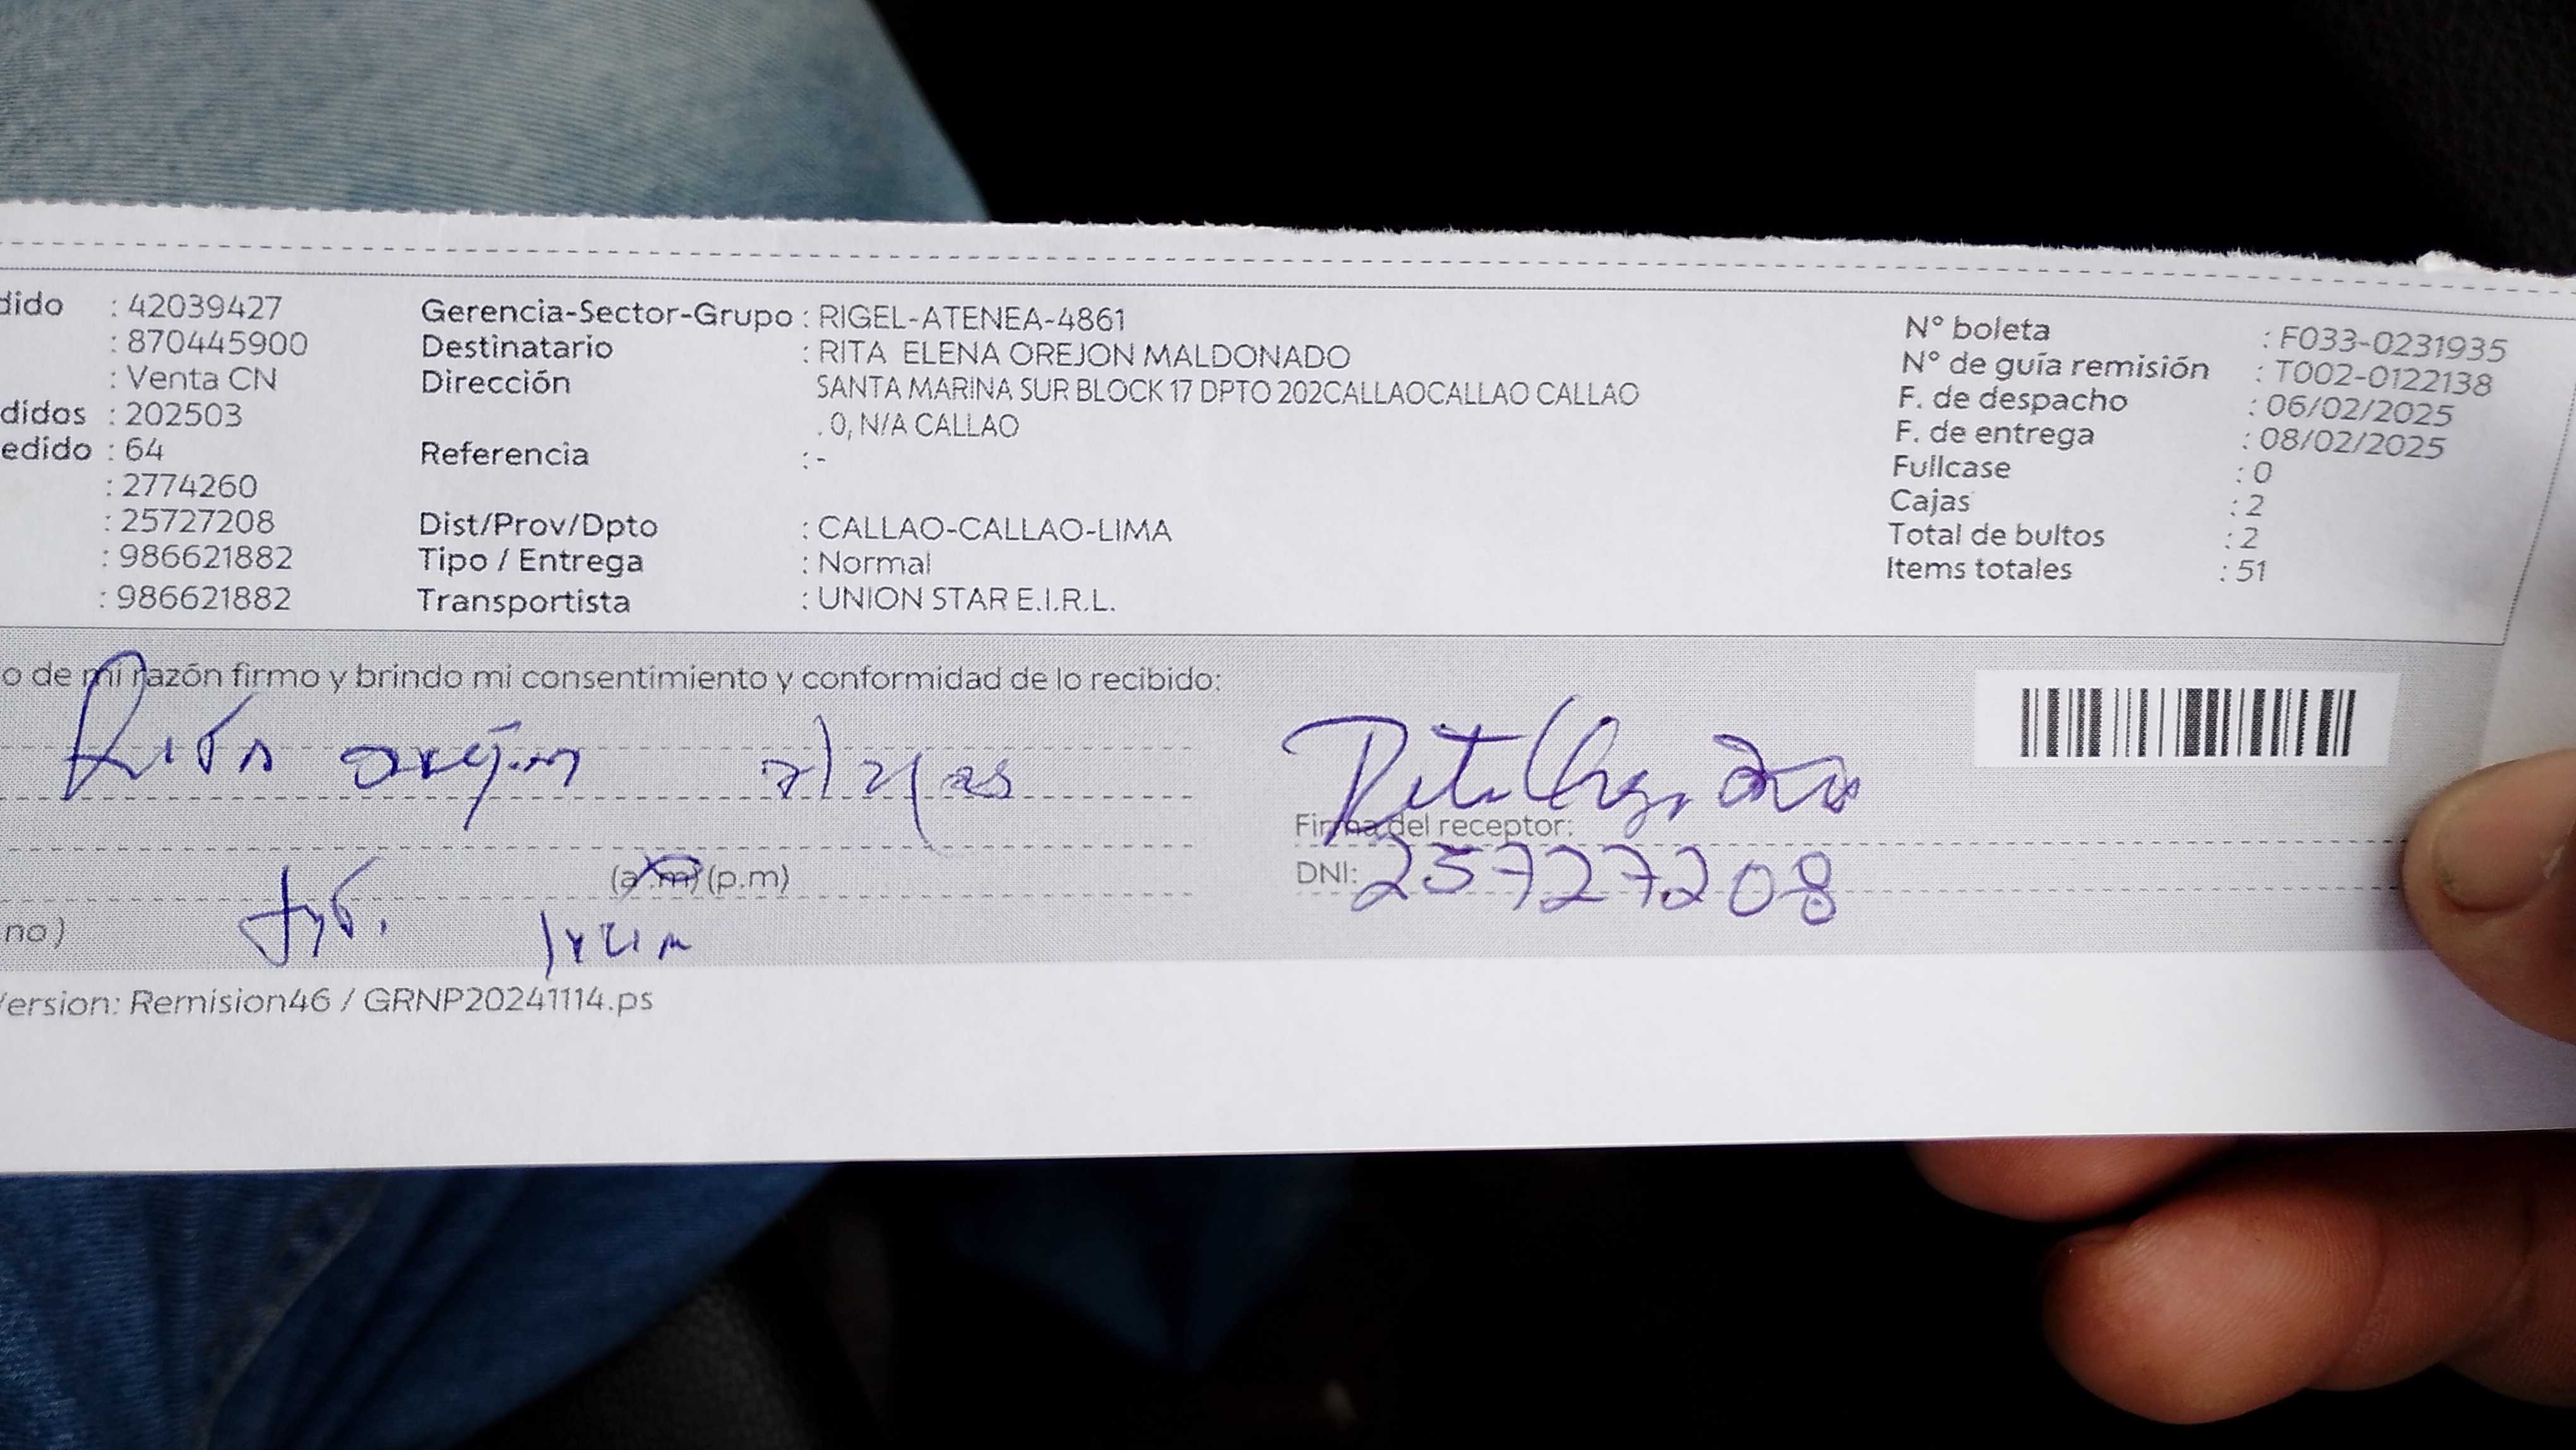 dido : 42039427
: 870445900
: Venta CN
didos : 202503
edido : 64
: 2774260
: 25727208
: 986621882
: 986621882
Gerencia-Sector-Grupo : RIGEL-ATENEA-4861
Destinatario : RITA ELENA OREJON MALDONADO
Dirección SANTA MARINA SUR BLOCK 17 DPTO 202CALLAOCALLAO CALLAO
. 0, N/A CALLAO
Referencia : -
Dist/Prov/Dpto : CALLAO-CALLAO-LIMA
Tipo / Entrega : Normal
Transportista : UNION STAR E.I.R.L.
N° boleta : F033-0231935
N° de guía remisión : T002-0122138
F. de despacho : 06/02/2025
F. de entrega : 08/02/2025
Fullcase : 0
Cajas : 2
Total de bultos : 2
Items totales : 51
o de mi razón firmo y brindo mi consentimiento y conformidad de lo recibido:
Rita orejon
Firma del receptor:
(a.m) (p.m)
DNI: 25727208
no)
Version: Remision46 / GRNP20241114.ps